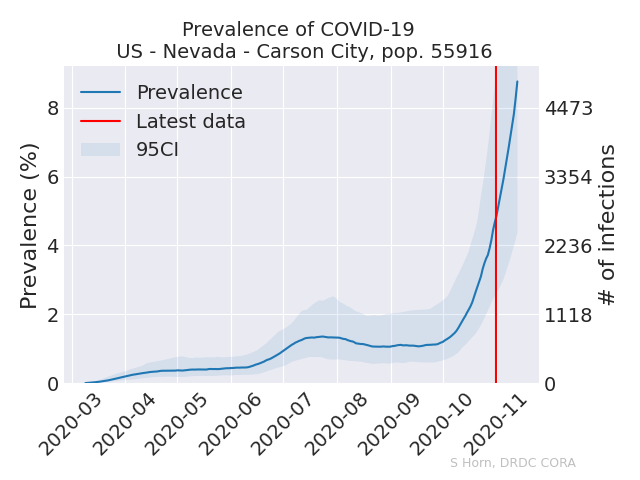 Prevalence of COVID-19
US - Nevada - Carson City, pop. 55916
Prevalence
Latest data
95CI
Prevalence (%)
8
6
4
2
0
4473
3354
2236
1118
0
# of infections
2020-03
2020-04
2020-05
2020-06
2020-07
2020-08
2020-09
2020-10
2020-11
S Horn, DRDC CORA